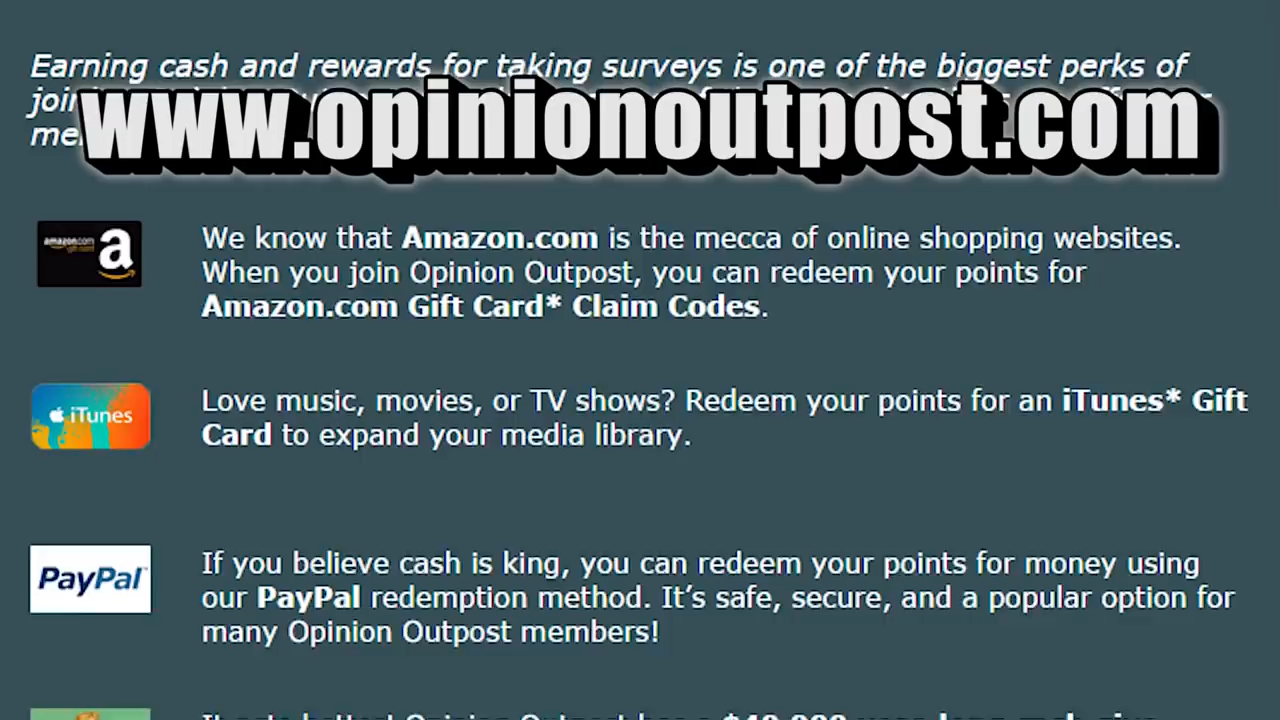 Earning cash and rewards for taking surveys is one of the biggest perks of
www.opinionoutpost.com
amazon.com
a
We know that Amazon.com is the mecca of online shopping websites.
When you join Opinion Outpost, you can redeem your points for
Amazon.com Gift Card* Claim Codes.
iTunes
Love music, movies, or TV shows? Redeem your points for an iTunes* Gift
Card to expand your media library.
PayPal
If you believe cash is king, you can redeem your points for money using
our PayPal redemption method. It’s safe, secure, and a popular option for
many Opinion Outpost members!